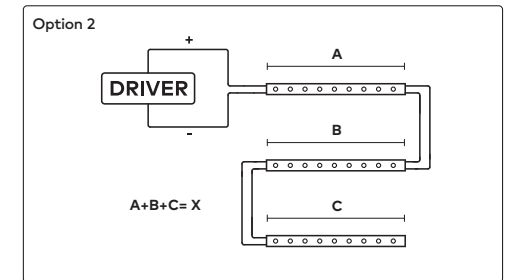 Option 2
+
A
DRIVER
-
B
A+B+C= X
C